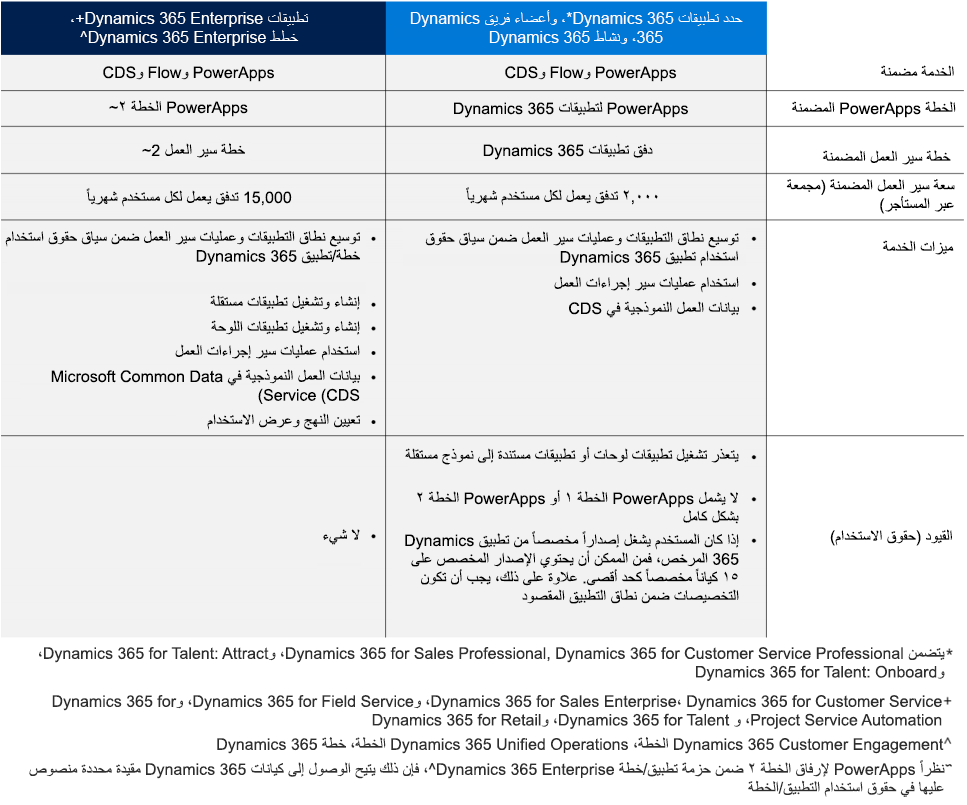 حدد تطبيقات Dynamics 365*، وأعضاء فريق Dynamics
365، ونشاط Dynamics 365
تطبيقات Dynamics 365 Enterprise+،
خطط Dynamics 365 Enterprise^
الخدمة مضمنة
PowerApps وFlow وCDS
PowerApps وFlow وCDS
الخطة PowerApps المضمنة
PowerApps لتطبيقات Dynamics 365
PowerApps الخطة ٢~
خطة سير العمل المضمنة
دفق تطبيقات Dynamics 365
خطة سير العمل 2~
سعة سير العمل المضمنة (مجمعة
عبر المستأجر)
٢,٠٠٠ تدفق يعمل لكل مستخدم شهرياً
15,000 تدفق يعمل لكل مستخدم شهرياً
ميزات الخدمة
• توسيع نطاق التطبيقات وعمليات سير العمل ضمن سياق حقوق
استخدام تطبيق Dynamics 365
• استخدام عمليات سير إجراءات العمل
• بيانات العمل النموذجية في CDS
• توسيع نطاق التطبيقات وعمليات سير العمل ضمن سياق حقوق استخدام
خطة/تطبيق Dynamics 365
• إنشاء وتشغيل تطبيقات مستقلة
• إنشاء وتشغيل تطبيقات اللوحة
• استخدام عمليات سير إجراءات العمل
• بيانات العمل النموذجية في Microsoft Common Data
Service (CDS)
• تعيين النهج وعرض الاستخدام
القيود (حقوق الاستخدام)
• يتعذر تشغيل تطبيقات لوحات أو تطبيقات مستندة إلى نموذج مستقلة
• لا يشمل PowerApps الخطة ١ أو PowerApps الخطة ٢
بشكل كامل
• إذا كان المستخدم يشغل إصداراً مخصصاً من تطبيق Dynamics
365 المرخص، فمن الممكن أن يحتوي الإصدار المخصص على
١٥ كياناً مخصصاً كحد أقصى. علاوة على ذلك، يجب أن تكون
التخصيصات ضمن نطاق التطبيق المقصود
• لا شيء
*يتضمن Dynamics 365 for Sales Professional, Dynamics 365 for Customer Service Professional، وDynamics 365 for Talent: Attract،
وDynamics 365 for Talent: Onboard
+Dynamics 365 for Sales Enterprise، Dynamics 365 for Customer Service، وDynamics 365 for Field Service، وDynamics 365 for
Project Service Automation، و Dynamics 365 for Talent، وDynamics 365 for Retail
^Dynamics 365 Customer Engagement الخطة، Dynamics 365 Unified Operations الخطة، خطة Dynamics 365
~نظراً PowerApps لإرفاق الخطة ٢ ضمن حزمة تطبيق/خطة Dynamics 365 Enterprise^، فإن ذلك يتيح الوصول إلى كيانات Dynamics 365 مقيدة محددة منصوص
عليها في حقوق استخدام التطبيق/الخطة